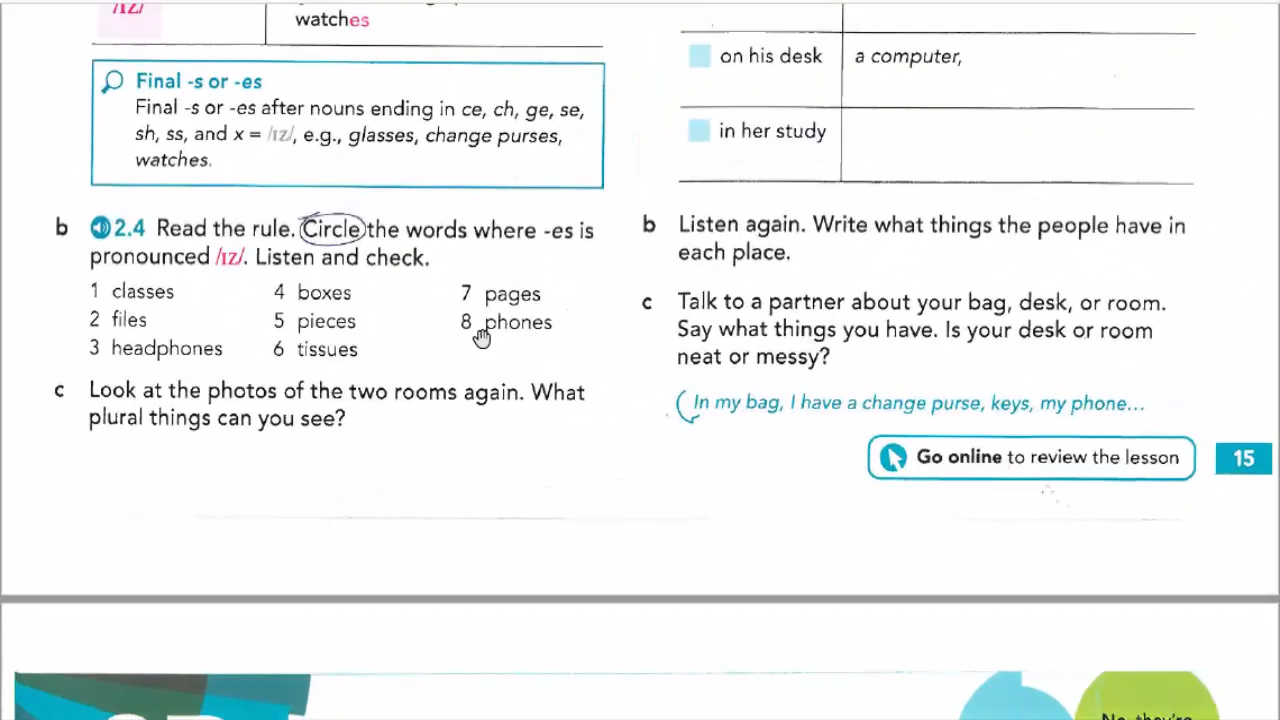 /ɪz/
watches
Final -s or -es
Final -s or -es after nouns ending in ce, ch, ge, se,
sh, ss, and x = /ɪz/, e.g., glasses, change purses,
watches.
b 2.4 Read the rule. Circle the words where -es is
pronounced /ɪz/. Listen and check.
1 classes
2 files
3 headphones
4 boxes
5 pieces
6 tissues
7 pages
8 phones
c Look at the photos of the two rooms again. What
plural things can you see?
on his desk a computer,
in her study
b Listen again. Write what things the people have in
each place.
c Talk to a partner about your bag, desk, or room.
Say what things you have. Is your desk or room
neat or messy?
In my bag, I have a change purse, keys, my phone...
Go online to review the lesson
15
No, they're